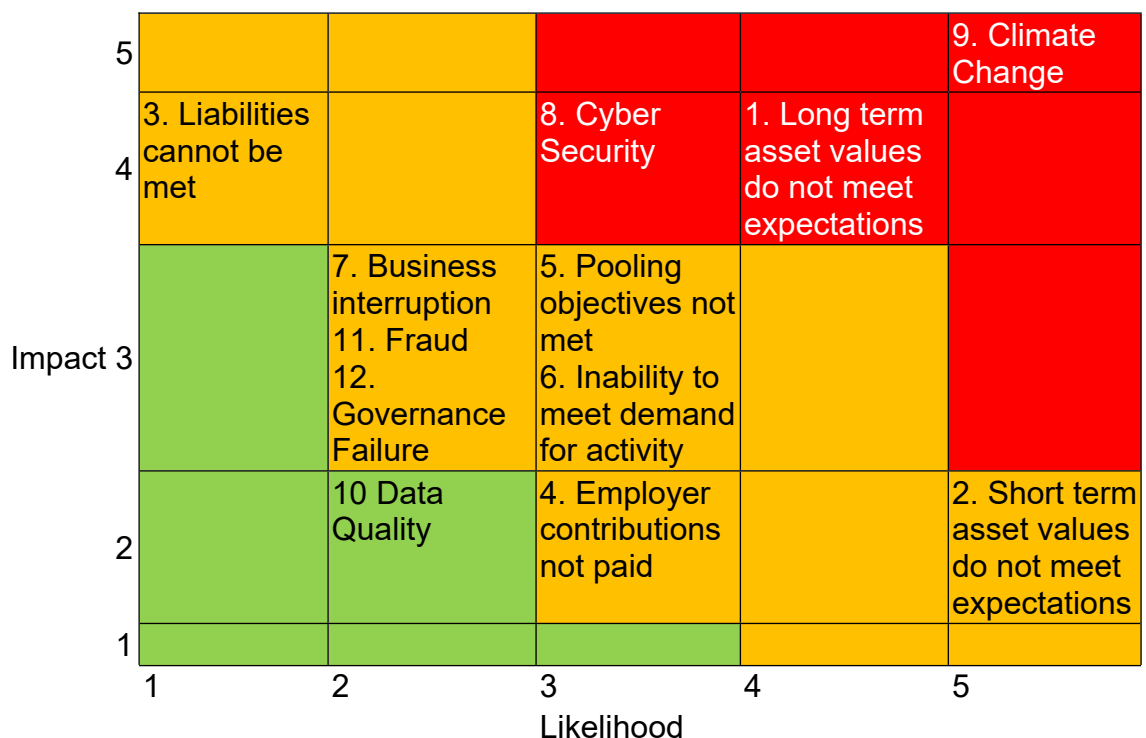 5
9. Climate
Change
4
3. Liabilities
cannot be
met
8. Cyber
Security
1. Long term
asset values
do not meet
expectations
Impact 3
7. Business
interruption
11. Fraud
12.
Governance
Failure
5. Pooling
objectives not
met
6. Inability to
meet demand
for activity
2
10 Data
Quality
4. Employer
contributions
not paid
2. Short term
asset values
do not meet
expectations
1
1 2 3 4 5
Likelihood